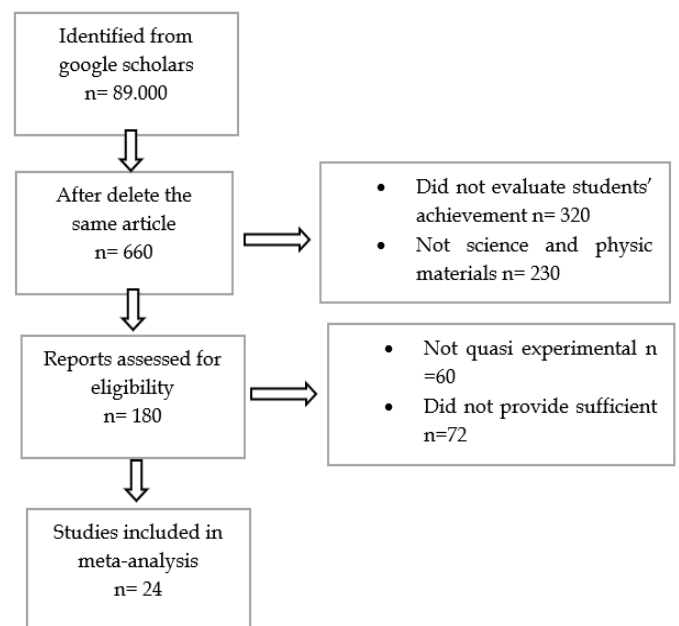 Identified from
google scholars
n= 89.000
After delete the
same article
n= 660
• Did not evaluate students’
achievement n= 320
• Not science and physic
materials n= 230
Reports assessed for
eligibility
n= 180
• Not quasi experimental n
=60
• Did not provide sufficient
n=72
Studies included in
meta-analysis
n= 24